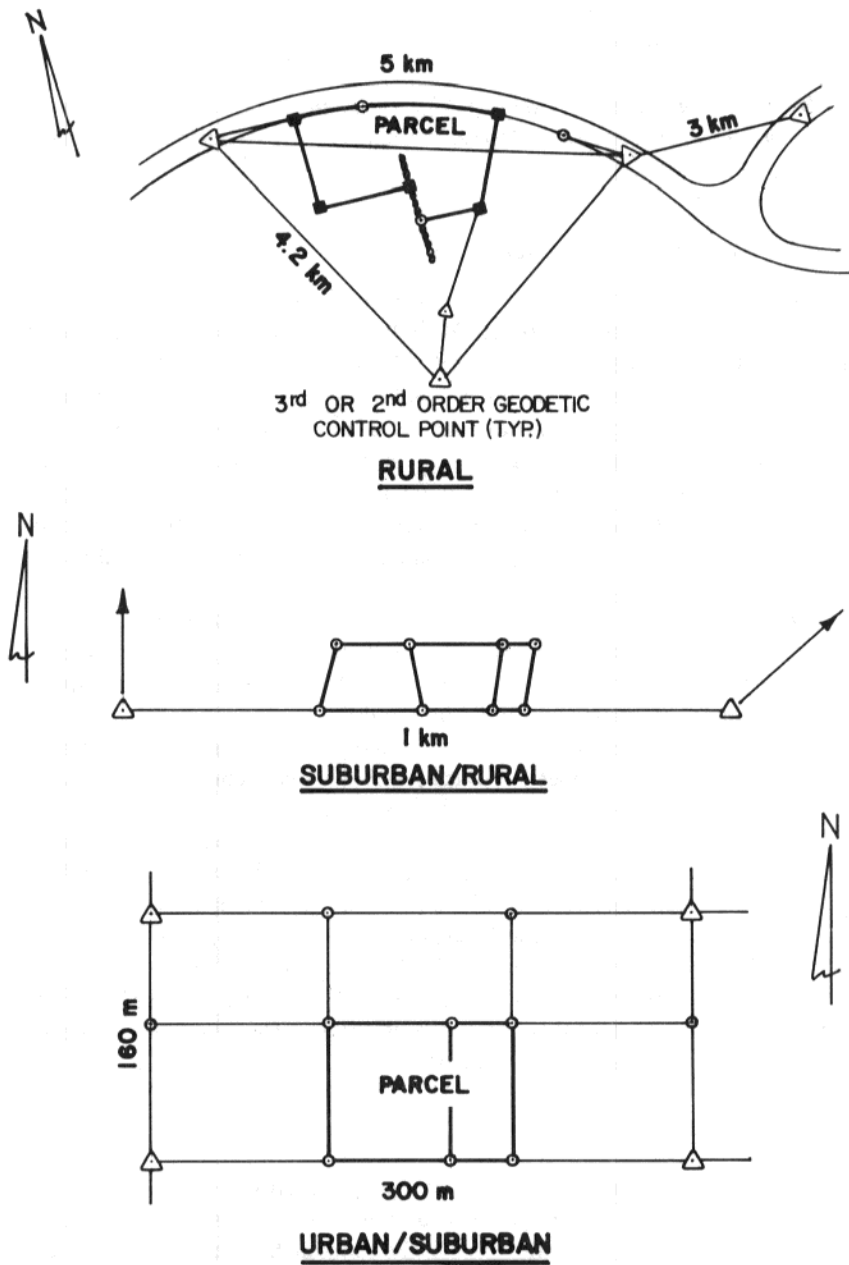 N
5 km
PARCEL
3 km
4.2 km
3rd OR 2nd ORDER GEODETIC
CONTROL POINT (TYP.)
RURAL
N
1 km
SUBURBAN/RURAL
N
160 m
PARCEL
300 m
URBAN/SUBURBAN